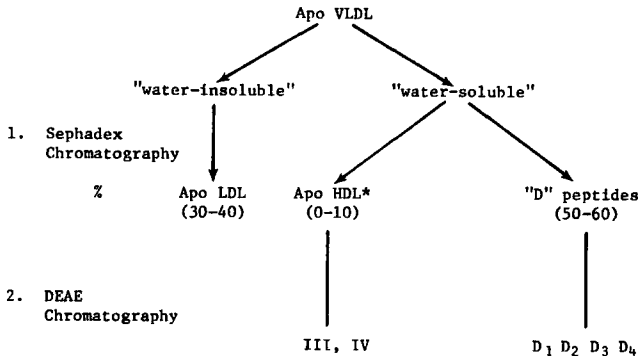 Apo VLDL
"water-insoluble" "water-soluble"
1. Sephadex
Chromatography
% Apo LDL Apo HDL* "D" peptides
(30-40) (0-10) (50-60)
2. DEAE
Chromatography
III, IV D1 D2 D3 D4